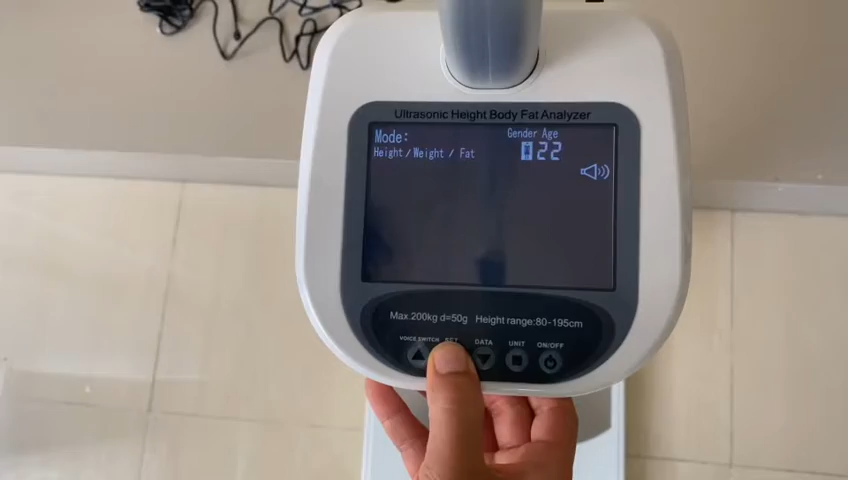 Ultrasonic Height Body Fat Analyzer
Mode:
Gender Age
Height/Weight / Fat
22
Max.200kg d=50g Height range:80-195cm
VOICE SWITCH SET DATA UNIT ON/OFF